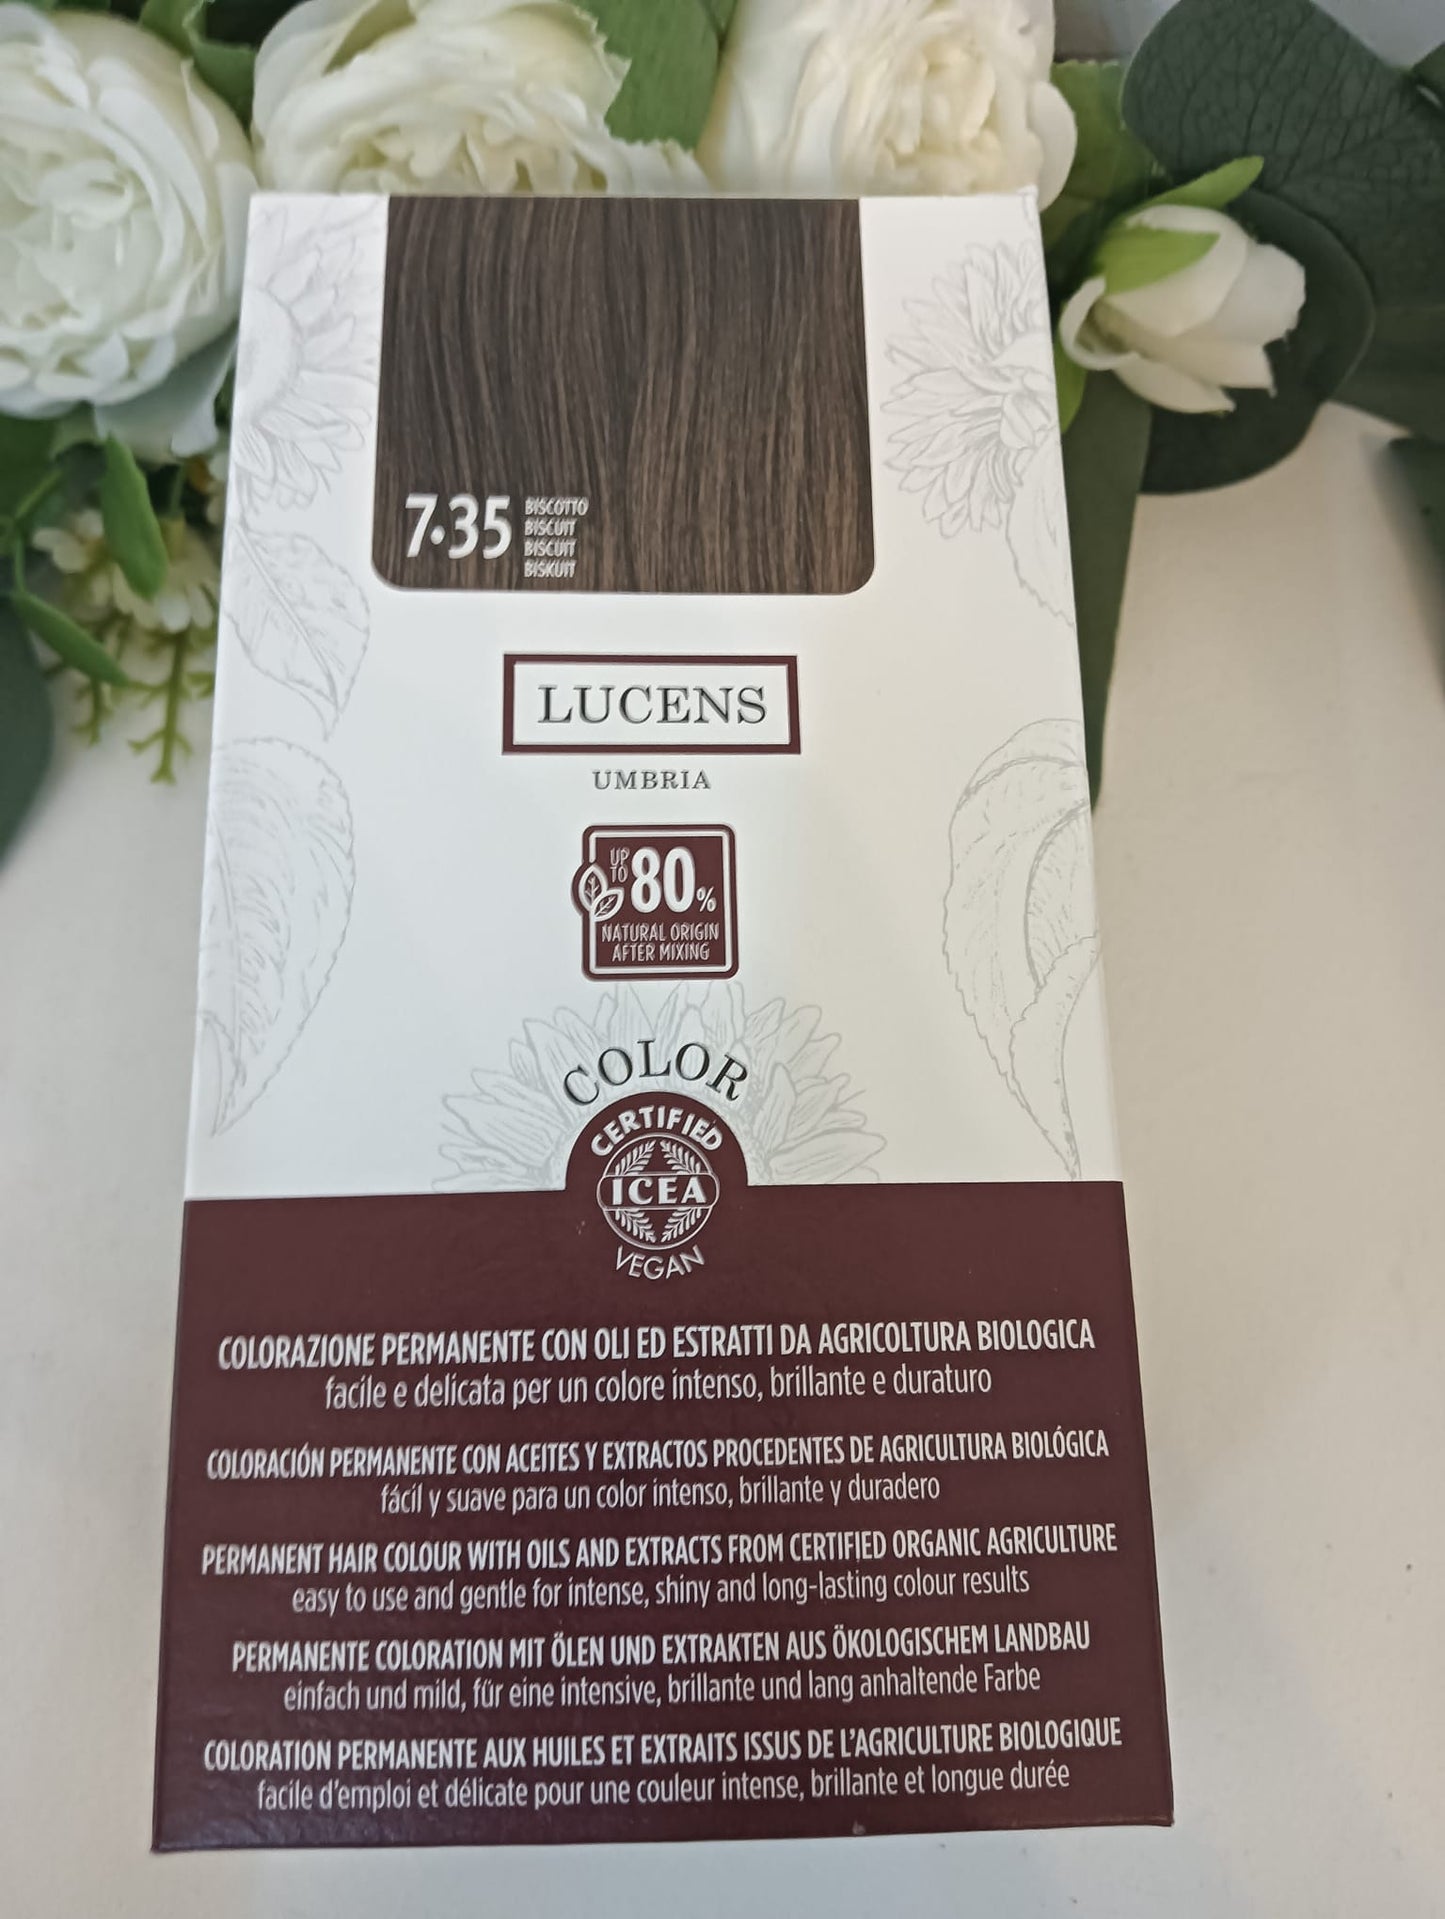 7.35
BISCOTTO
BISCUIT
BISCUIT
BISKUIT
LUCENS
UMBRIA
UP TO 80%
NATURAL ORIGIN
AFTER MIXING
COLOR
CERTIFIED
ICEA
VEGAN
COLORAZIONE PERMANENTE CON OLI ED ESTRATTI DA AGRICOLTURA BIOLOGICA
facile e delicata per un colore intenso, brillante e duraturo
COLORACIÓN PERMANENTE CON ACEITES Y EXTRACTOS PROCEDENTES DE AGRICULTURA BIOLÓGICA
fácil y suave para un color intenso, brillante y duradero
PERMANENT HAIR COLOUR WITH OILS AND EXTRACTS FROM CERTIFIED ORGANIC AGRICULTURE
easy to use and gentle for intense, shiny and long-lasting colour results
PERMANENTE COLORATION MIT ÖLEN UND EXTRAKTEN AUS ÖKOLOGISCHEM LANDBAU
einfach und mild, für eine intensive, brillante und lang anhaltende Farbe
COLORATION PERMANENTE AUX HUILES ET EXTRAITS ISSUS DE L'AGRICULTURE BIOLOGIQUE
facile d'emploi et délicate pour une couleur intense, brillante et longue durée